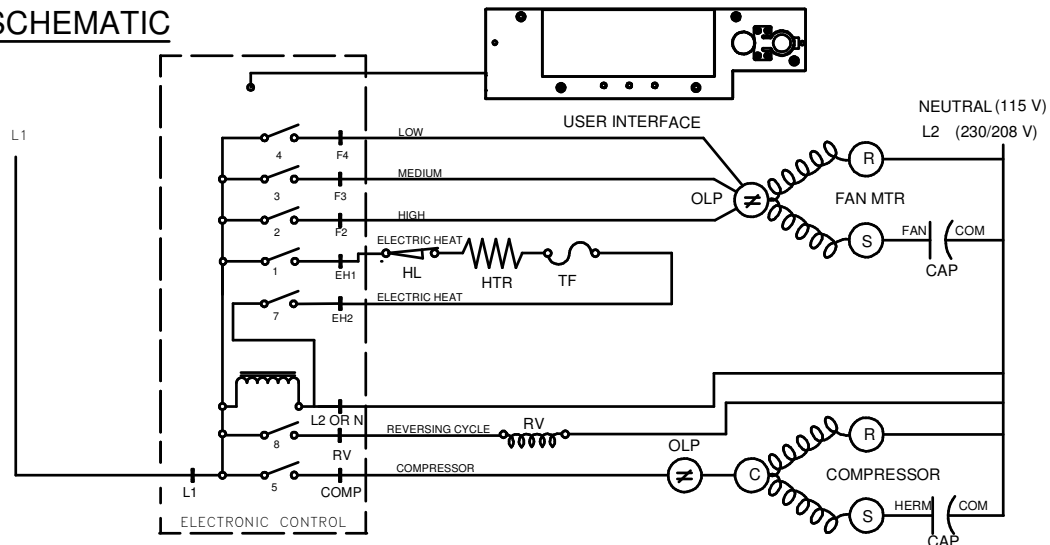 SCHEMATIC
L1
USER INTERFACE
NEUTRAL (115 V)
L2 (230/208 V)
4
F4
LOW
3
F3
MEDIUM
2
F2
HIGH
OLP
R
FAN MTR
S
FAN
COM
CAP
1
EH1
ELECTRIC HEAT
HL
HTR
TF
7
EH2
ELECTRIC HEAT
L2 OR N
8
RV
REVERSING CYCLE
RV
L1
5
COMP
COMPRESSOR
OLP
C
R
COMPRESSOR
S
HERM
COM
CAP
ELECTRONIC CONTROL